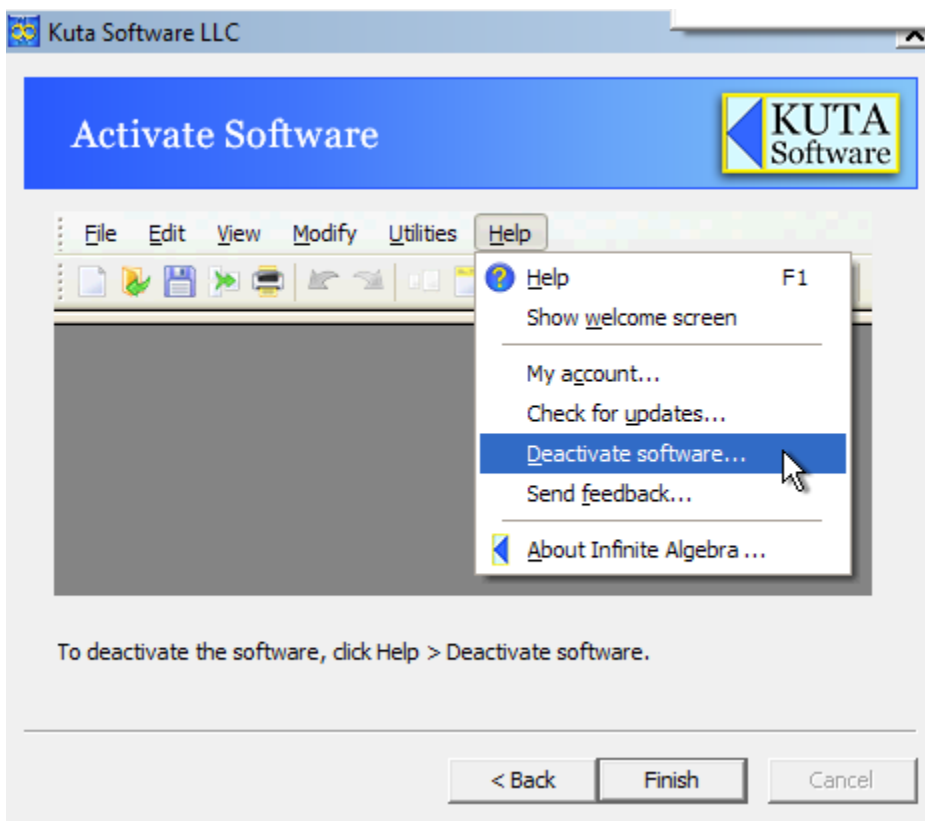 Kuta Software LLC
Activate Software
KUTA
Software
File Edit View Modify Utilities Help
Help F1
Show welcome screen
My account...
Check for updates...
Deactivate software...
Send feedback...
About Infinite Algebra ...
To deactivate the software, click Help > Deactivate software.
< Back Finish Cancel